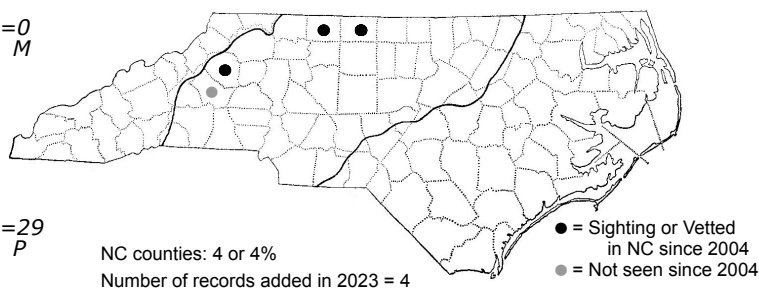 =0
M
=29
P
NC counties: 4 or 4%
Number of records added in 2023 = 4
● = Sighting or Vetted
in NC since 2004
● = Not seen since 2004